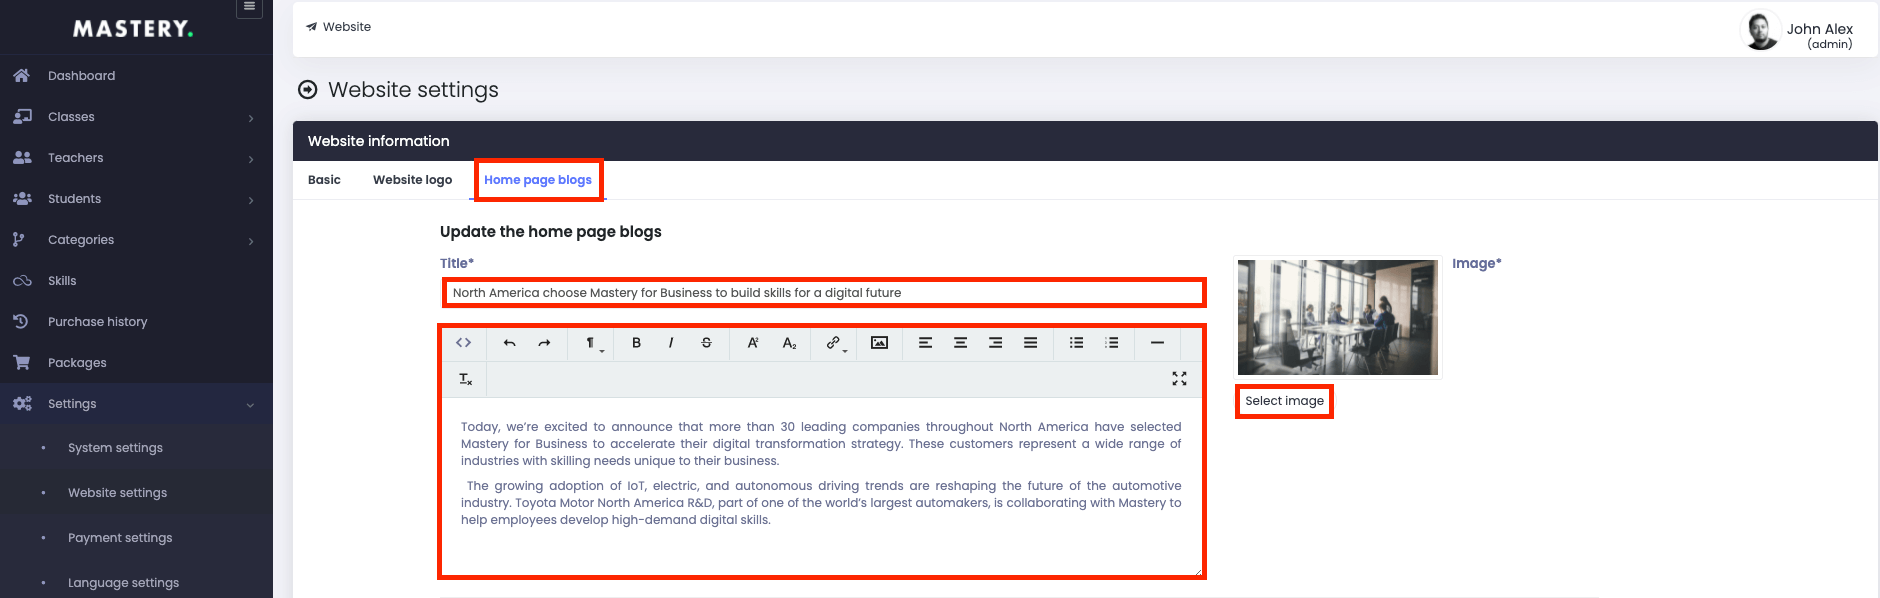 MASTERY.
Website
John Alex
(admin)
Dashboard
Classes
Teachers
Students
Categories
Skills
Purchase history
Packages
Settings
System settings
Website settings
Payment settings
Language settings
Website settings
Website information
Basic
Website logo
Home page blogs
Update the home page blogs
Title*
North America choose Mastery for Business to build skills for a digital future
Today, we’re excited to announce that more than 30 leading companies throughout North America have selected
Mastery for Business to accelerate their digital transformation strategy. These customers represent a wide range of
industries with skilling needs unique to their business.
The growing adoption of IoT, electric, and autonomous driving trends are reshaping the future of the automotive
industry. Toyota Motor North America R&D, part of one of the world’s largest automakers, is collaborating with Mastery to
help employees develop high-demand digital skills.
Image*
Select image